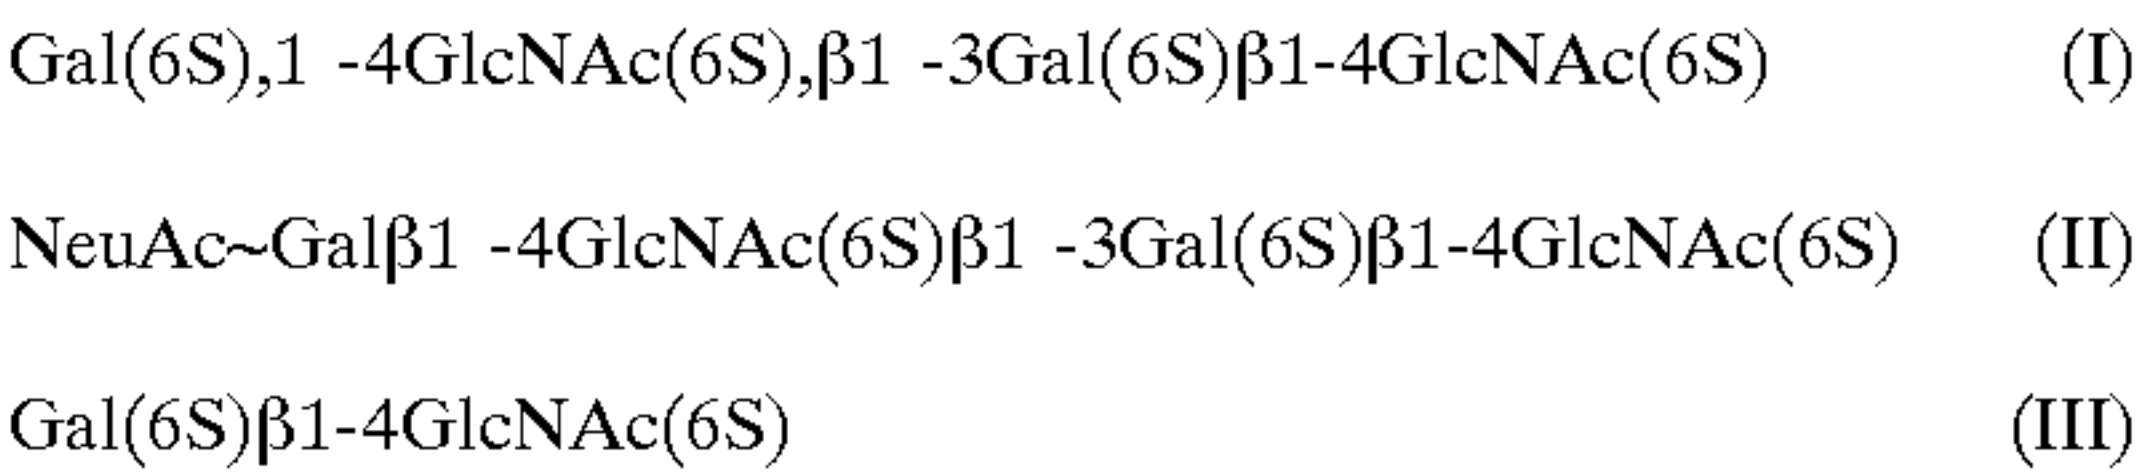 Gal(6S),1 -4GlcNAc(6S),β1 -3Gal(6S)β1-4GlcNAc(6S) (I)
NeuAc~Galβ1 -4GlcNAc(6S)β1 -3Gal(6S)β1-4GlcNAc(6S) (II)
Gal(6S)β1-4GlcNAc(6S) (III)